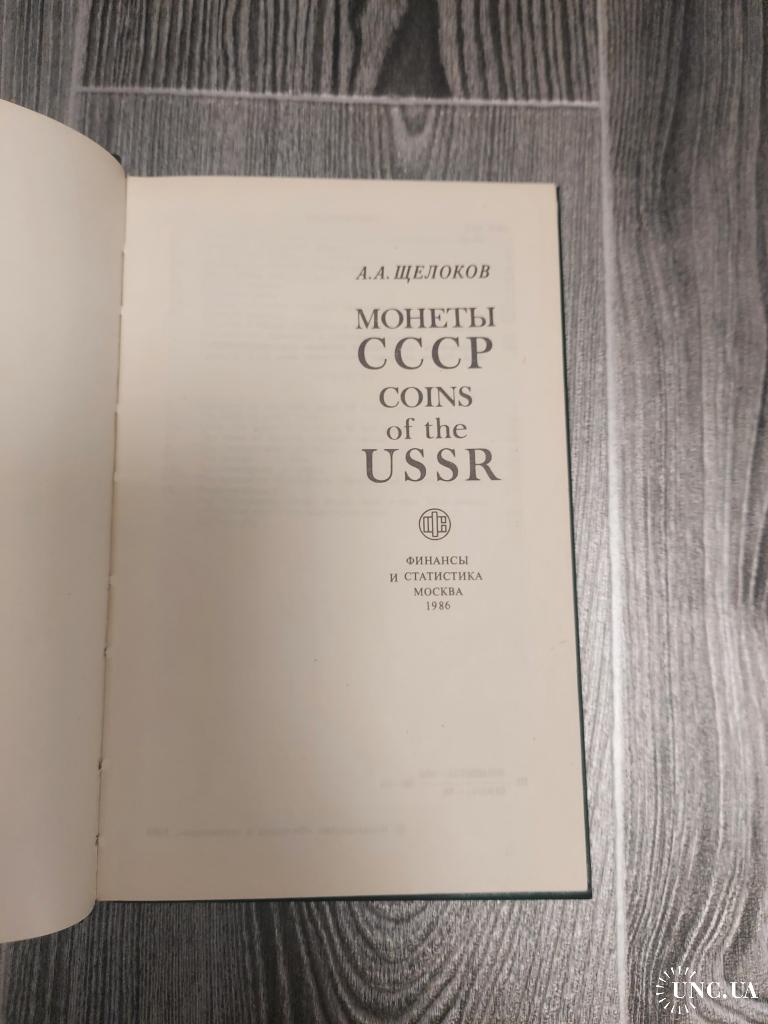 А.А.ЩЕЛОКОВ
МОНЕТЫ
СССР
COINS
of the
USSR
ФИНАНСЫ
И СТАТИСТИКА
МОСКВА
1986
UNC.UA